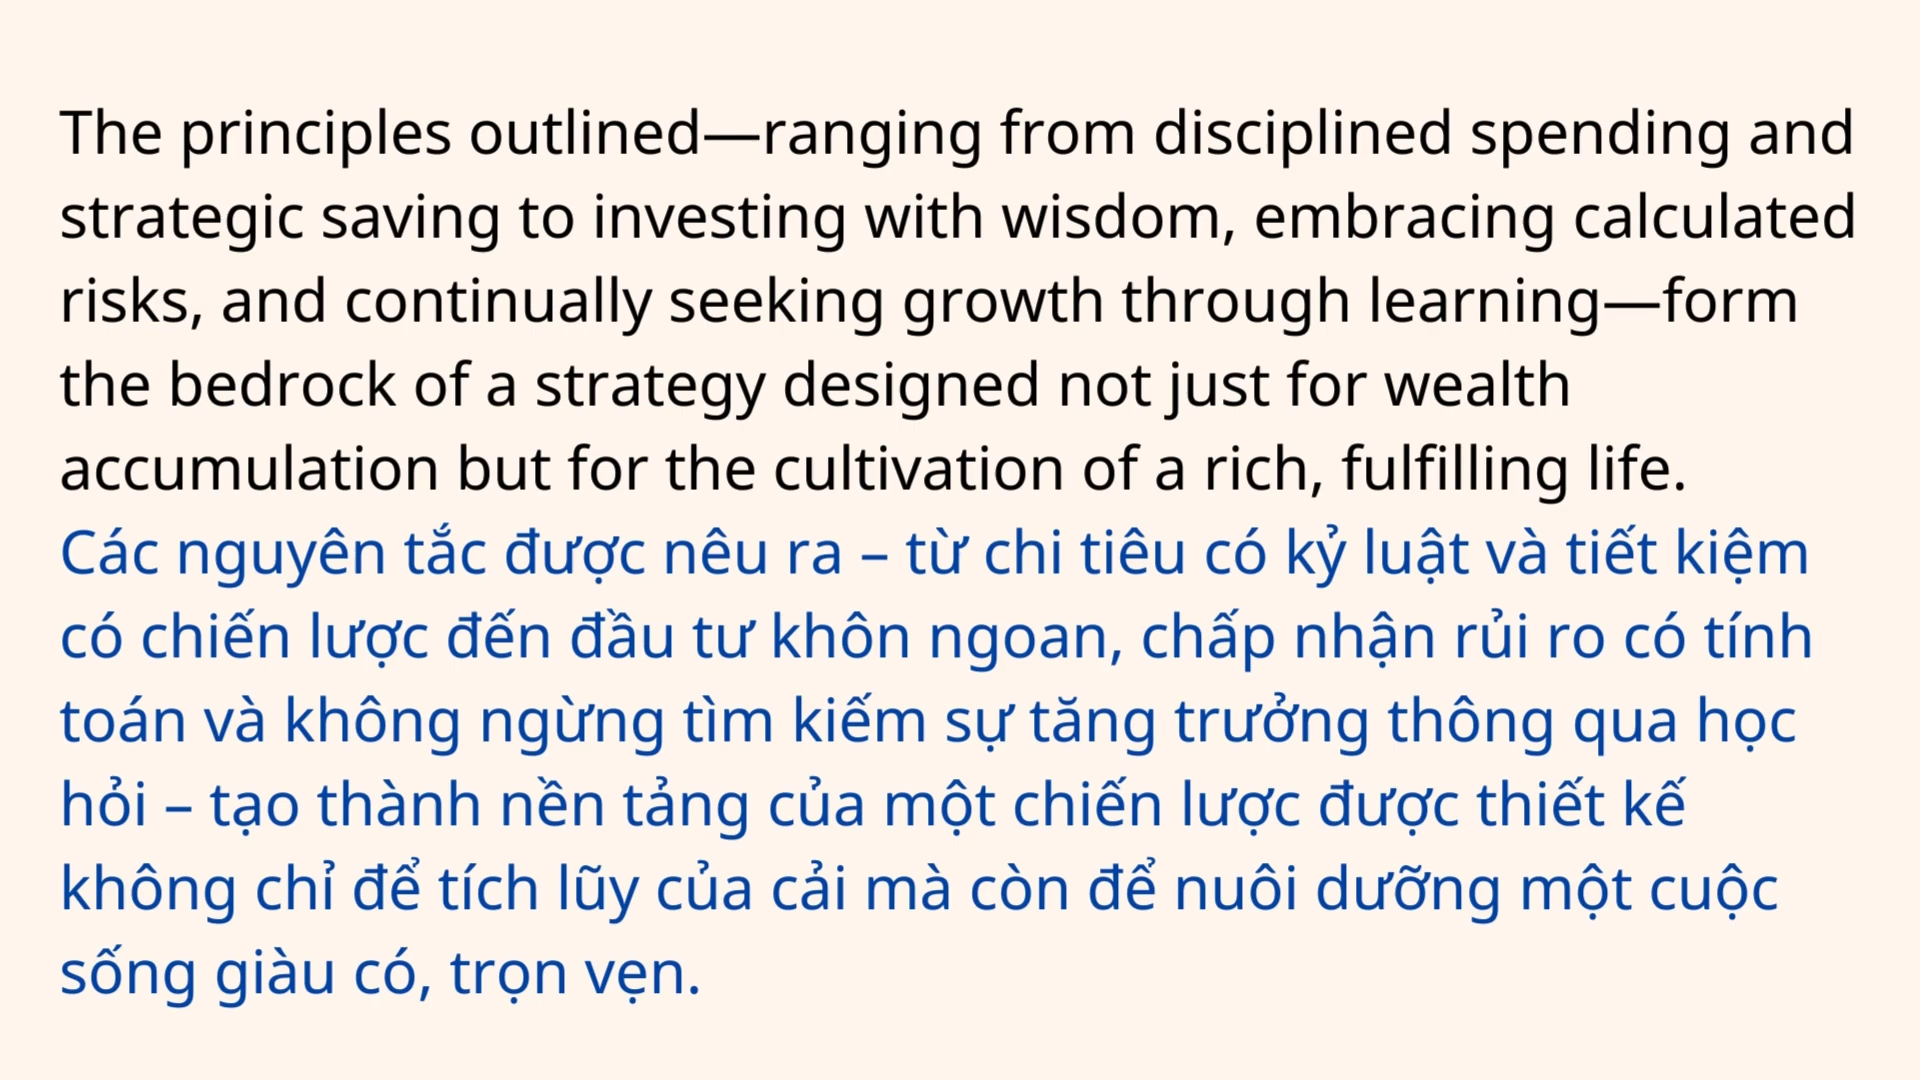 The principles outlined—ranging from disciplined spending and
strategic saving to investing with wisdom, embracing calculated
risks, and continually seeking growth through learning—form
the bedrock of a strategy designed not just for wealth
accumulation but for the cultivation of a rich, fulfilling life.
Các nguyên tắc được nêu ra – từ chi tiêu có kỷ luật và tiết kiệm
có chiến lược đến đầu tư khôn ngoan, chấp nhận rủi ro có tính
toán và không ngừng tìm kiếm sự tăng trưởng thông qua học
hỏi – tạo thành nền tảng của một chiến lược được thiết kế
không chỉ để tích lũy của cải mà còn để nuôi dưỡng một cuộc
sống giàu có, trọn vẹn.